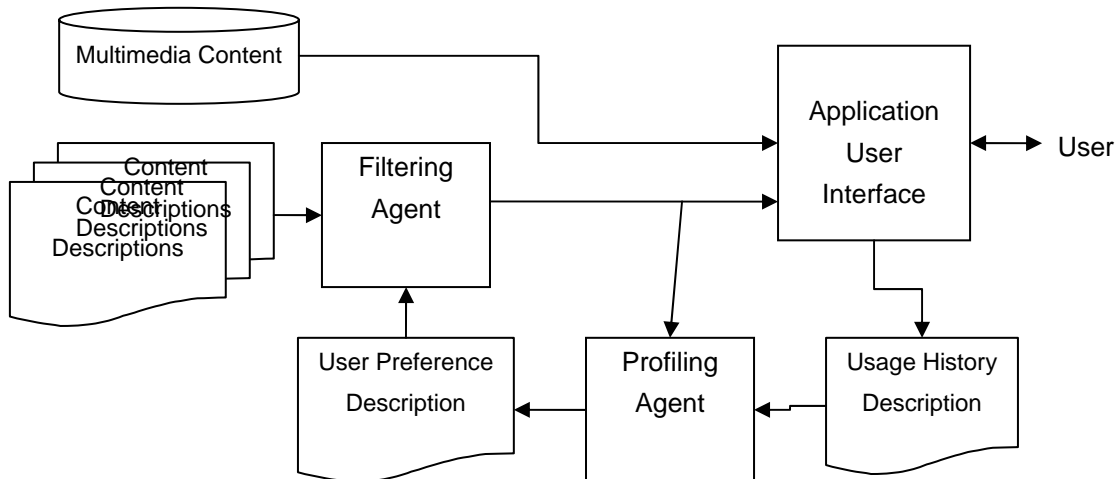 Multimedia Content
Application
User
Interface
User
Content
Descriptions
Content
Descriptions
Content
Descriptions
Filtering
Agent
User Preference
Description
Profiling
Agent
Usage History
Description